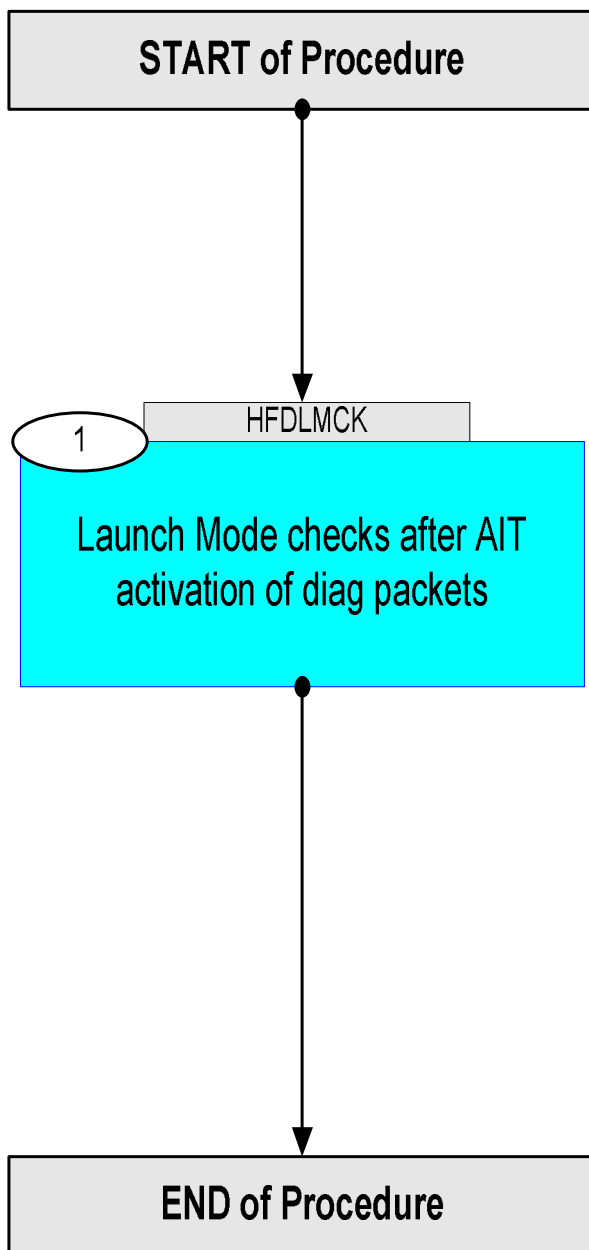 START of Procedure
HFDLMCK
1
Launch Mode checks after AIT
activation of diag packets
END of Procedure